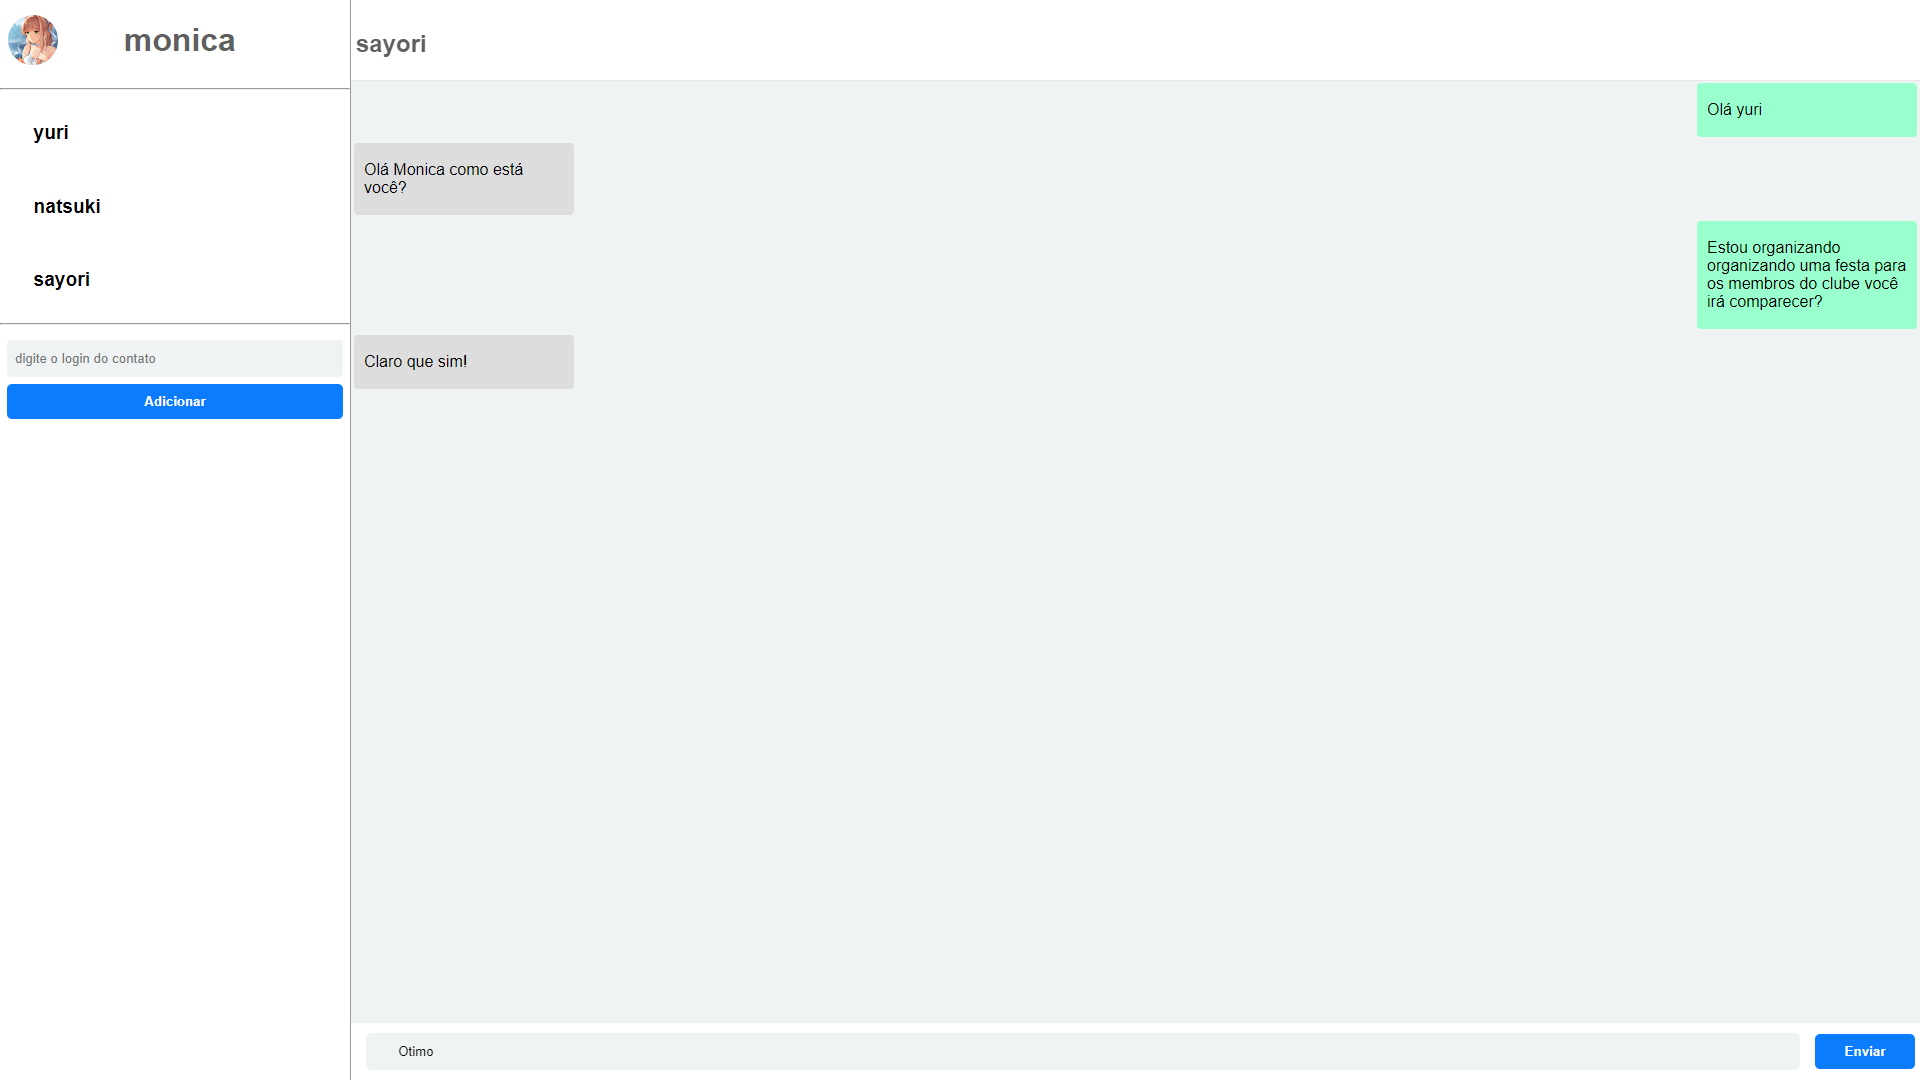 monica
yuri
natsuki
sayori
digite o login do contato
Adicionar
sayori
Olá yuri
Olá Monica como está
você?
Estou organizando
organizando uma festa para
os membros do clube você
irá comparecer?
Claro que sim!
Otimo
Enviar